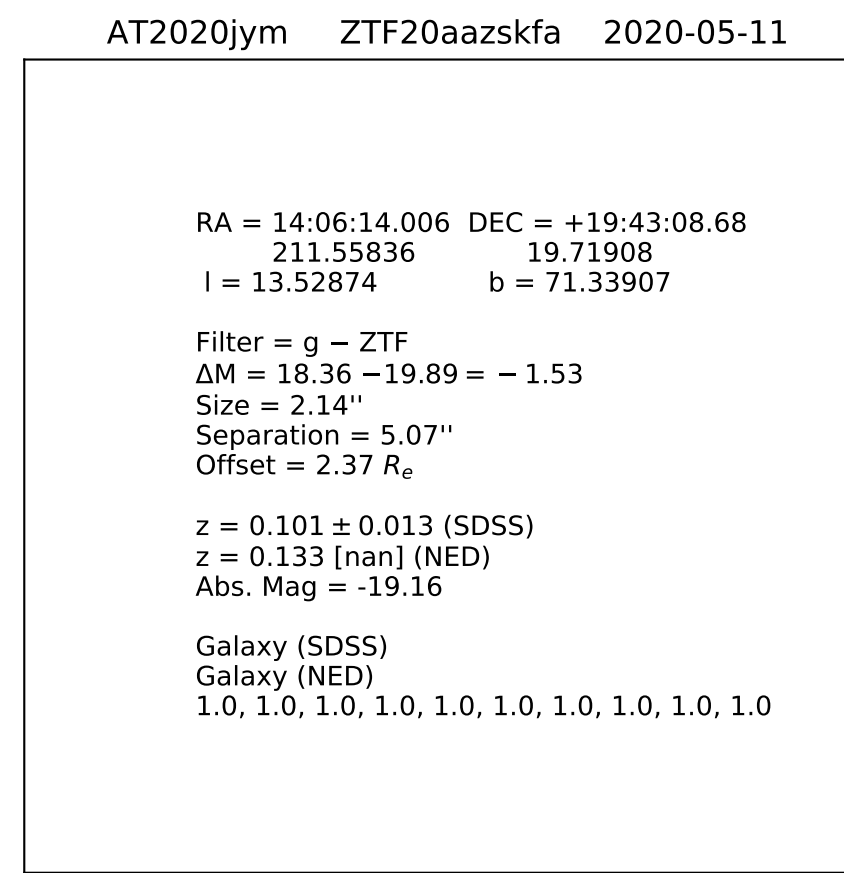 AT2020jym ZTF20aazskfa 2020-05-11
RA = 14:06:14.006 DEC = +19:43:08.68
211.55836 19.71908
l = 13.52874 b = 71.33907
Filter = g − ZTF
ΔM = 18.36 −19.89 = − 1.53
Size = 2.14''
Separation = 5.07''
Offset = 2.37 Rₑ
z = 0.101 ± 0.013 (SDSS)
z = 0.133 [nan] (NED)
Abs. Mag = -19.16
Galaxy (SDSS)
Galaxy (NED)
1.0, 1.0, 1.0, 1.0, 1.0, 1.0, 1.0, 1.0, 1.0, 1.0